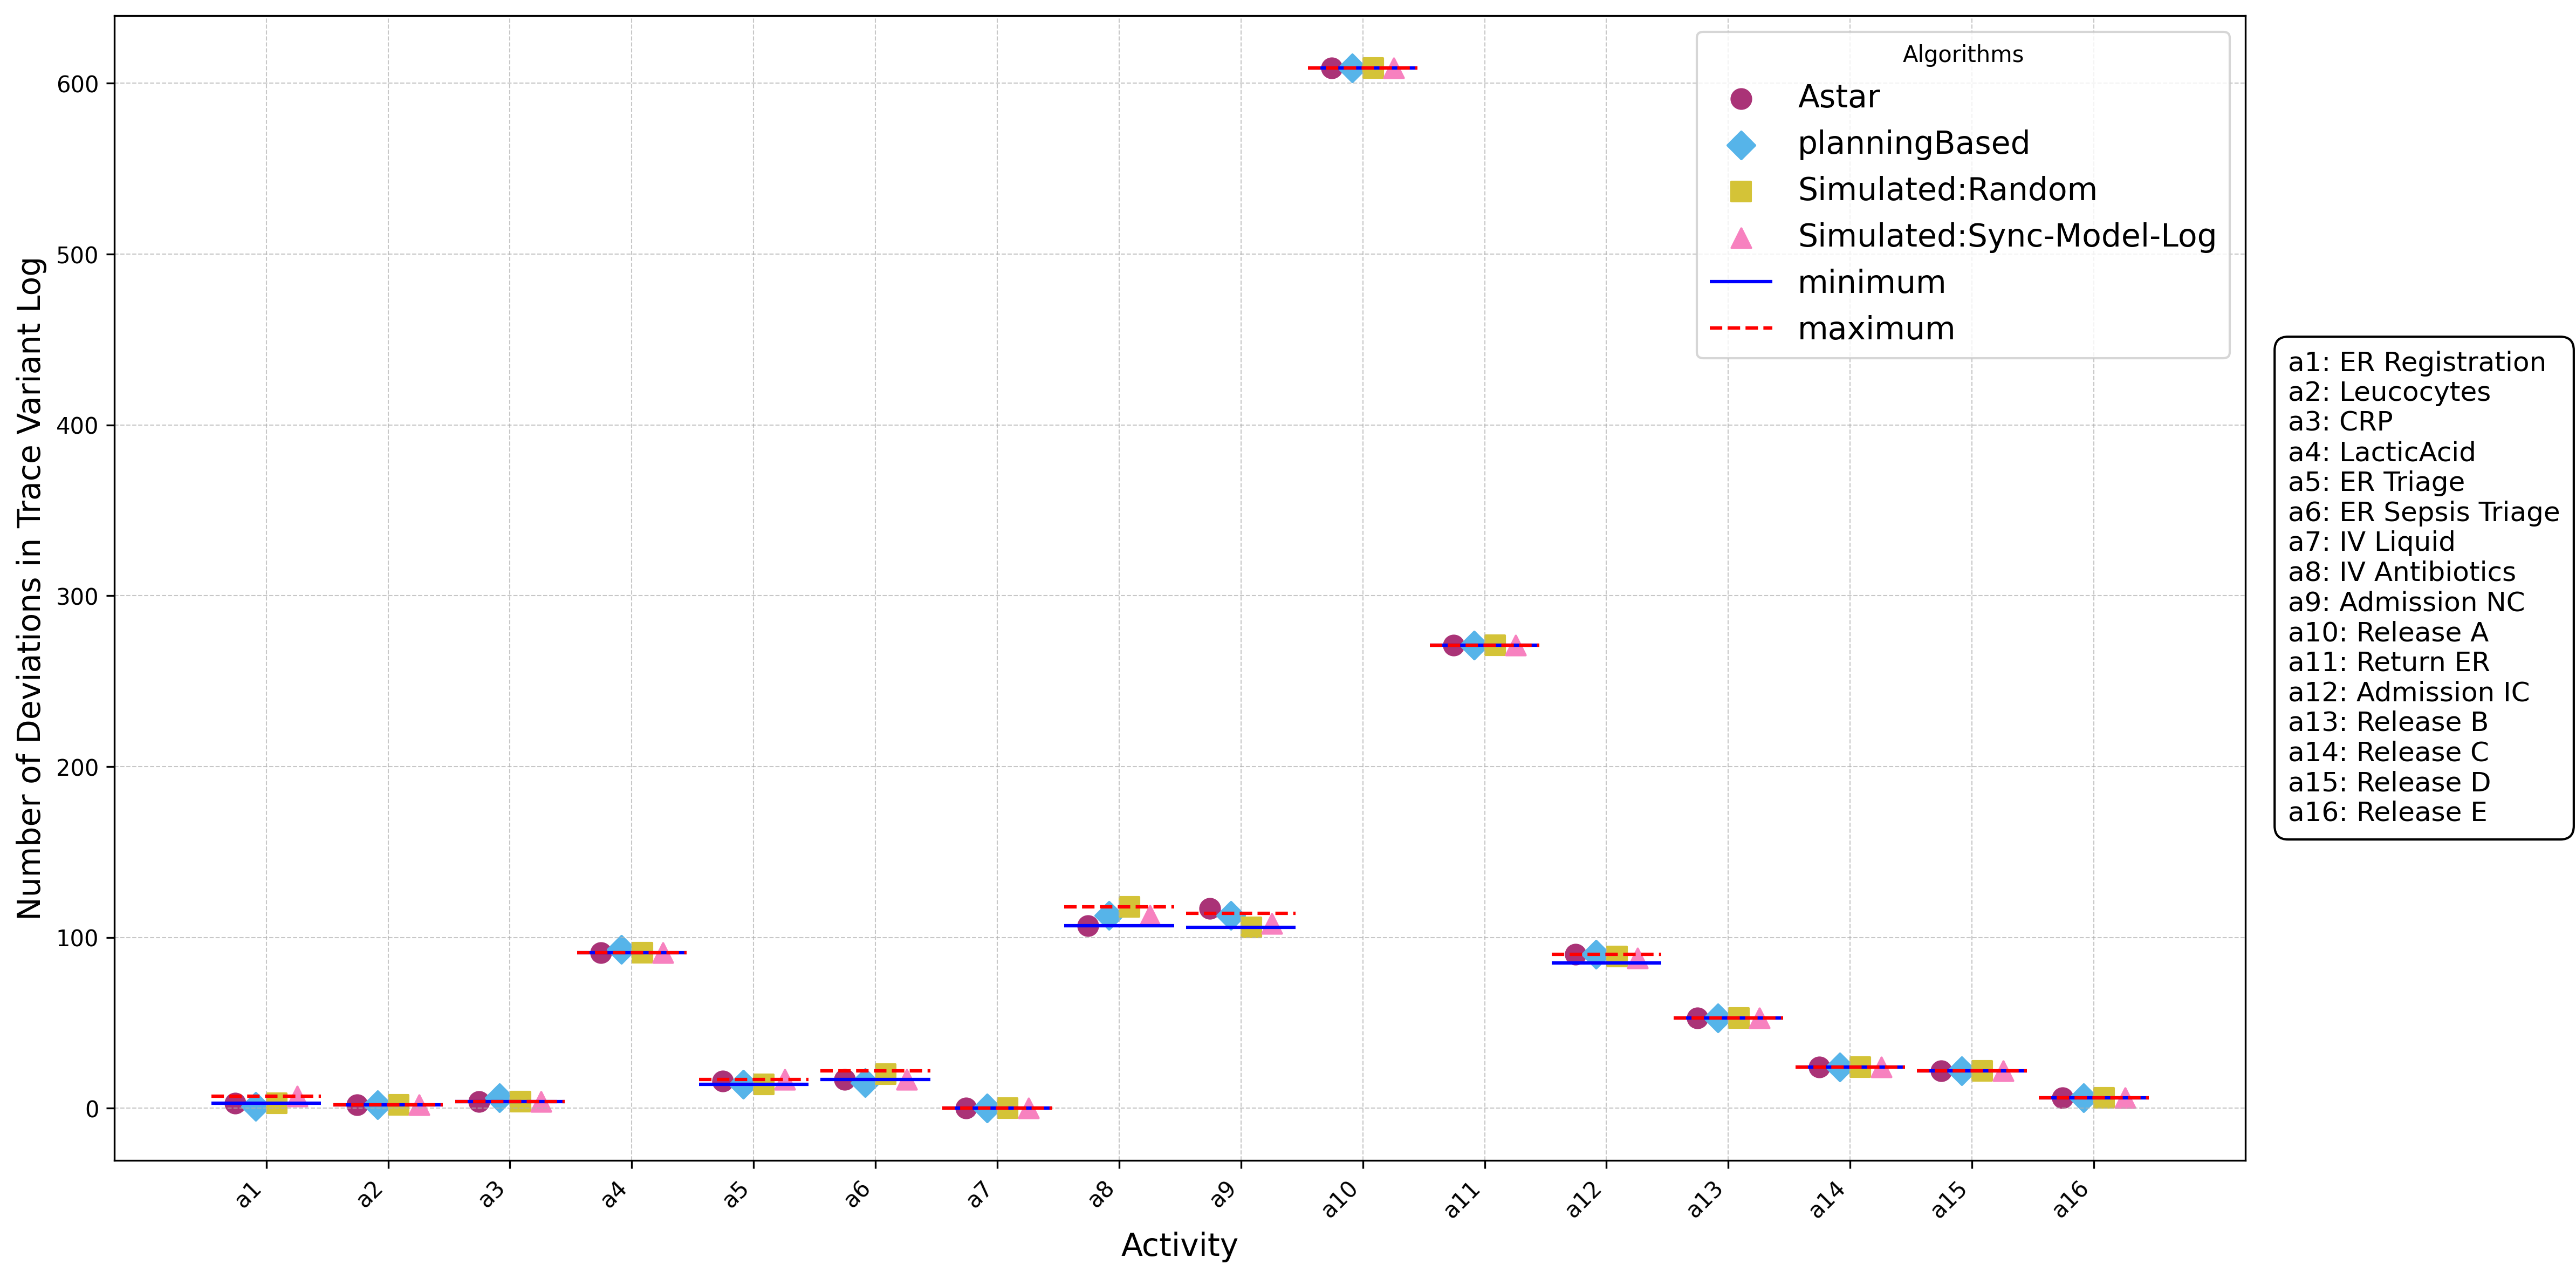 Number of Deviations in Trace Variant Log
600
500
400
300
200
100
0
a1
a2
a3
a4
a5
a6
a7
a8
a9
a10
a11
a12
a13
a14
a15
a16
Activity
Algorithms
Astar
planningBased
Simulated:Random
Simulated:Sync-Model-Log
minimum
maximum
a1: ER Registration
a2: Leucocytes
a3: CRP
a4: LacticAcid
a5: ER Triage
a6: ER Sepsis Triage
a7: IV Liquid
a8: IV Antibiotics
a9: Admission NC
a10: Release A
a11: Return ER
a12: Admission IC
a13: Release B
a14: Release C
a15: Release D
a16: Release E